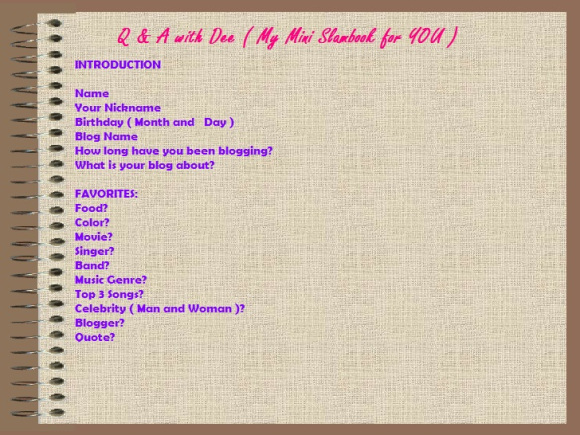 Q & A with Dee ( My Mini Slambook for YOU )
INTRODUCTION
Name
Your Nickname
Birthday ( Month and Day )
Blog Name
How long have you been blogging?
What is your blog about?
FAVORITES:
Food?
Color?
Movie?
Singer?
Band?
Music Genre?
Top 3 Songs?
Celebrity ( Man and Woman )?
Blogger?
Quote?